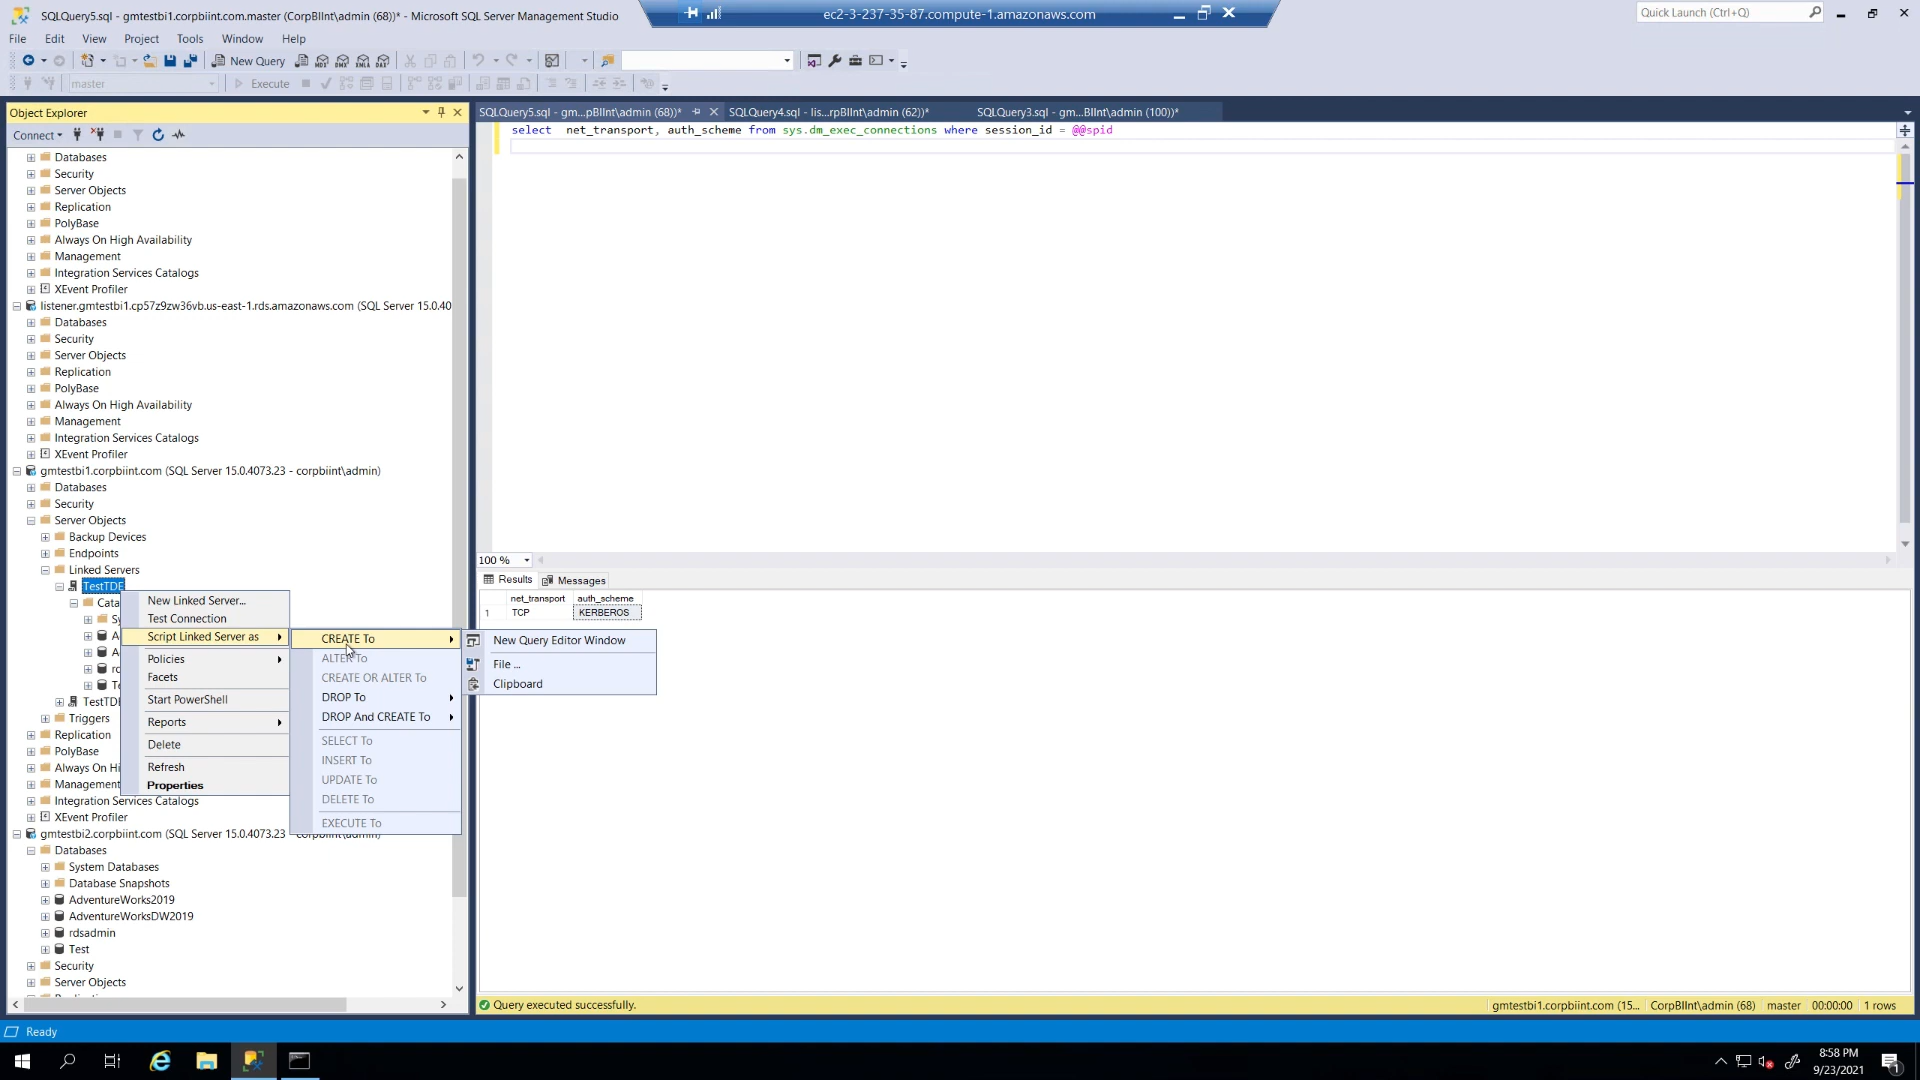 SQLQuery5.sql - gmtestbi1.corpbiint.com.master (CorpBIInt\admin (68))* - Microsoft SQL Server Management Studio
ec2-3-237-35-87.compute-1.amazonaws.com
Quick Launch (Ctrl+Q)
File Edit View Project Tools Window Help
New Query
master
Execute
Object Explorer
Connect
Databases
Security
Server Objects
Replication
PolyBase
Always On High Availability
Management
Integration Services Catalogs
XEvent Profiler
listener.gmtestbi1.cp57z9zw36vb.us-east-1.rds.amazonaws.com (SQL Server 15.0.40
Databases
Security
Server Objects
Replication
PolyBase
Always On High Availability
Management
Integration Services Catalogs
XEvent Profiler
gmtestbi1.corpbiint.com (SQL Server 15.0.4073.23 - corpbiint\admin)
Databases
Security
Server Objects
Backup Devices
Endpoints
Linked Servers
TestTDE
Cata
Sy
A
A
rd
Te
TestTD
Triggers
Replication
PolyBase
Always On Hi
Management
Integration Services Catalogs
XEvent Profiler
gmtestbi2.corpbiint.com (SQL Server 15.0.4073.23
Databases
System Databases
Database Snapshots
AdventureWorks2019
AdventureWorksDW2019
rdsadmin
Test
Security
Server Objects
New Linked Server...
Test Connection
Script Linked Server as
Policies
Facets
Start PowerShell
Reports
Delete
Refresh
Properties
CREATE To
ALTER To
CREATE OR ALTER To
DROP To
DROP And CREATE To
SELECT To
INSERT To
UPDATE To
DELETE To
EXECUTE To
New Query Editor Window
File ...
Clipboard
SQLQuery5.sql - gm...pBIInt\admin (68))* SQLQuery4.sql - lis...rpBIInt\admin (62))* SQLQuery3.sql - gm...BIInt\admin (100))*
select net_transport, auth_scheme from sys.dm_exec_connections where session_id = @@spid
100 %
Results Messages
net_transport auth_scheme
1 TCP KERBEROS
Query executed successfully.
gmtestbi1.corpbiint.com (15... CorpBIInt\admin (68) master 00:00:00 1 rows
Ready
8:58 PM
9/23/2021
1